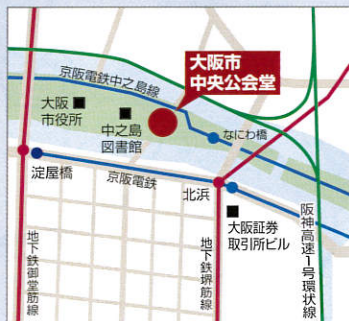 大阪市
中央公会堂
京阪電鉄中之島線
大阪
市役所
中之島
図書館
なにわ橋
淀屋橋
京阪電鉄
北浜
大阪証券
取引所ビル
地下鉄御堂筋線
地下鉄堺筋線
阪神高速1号環状線